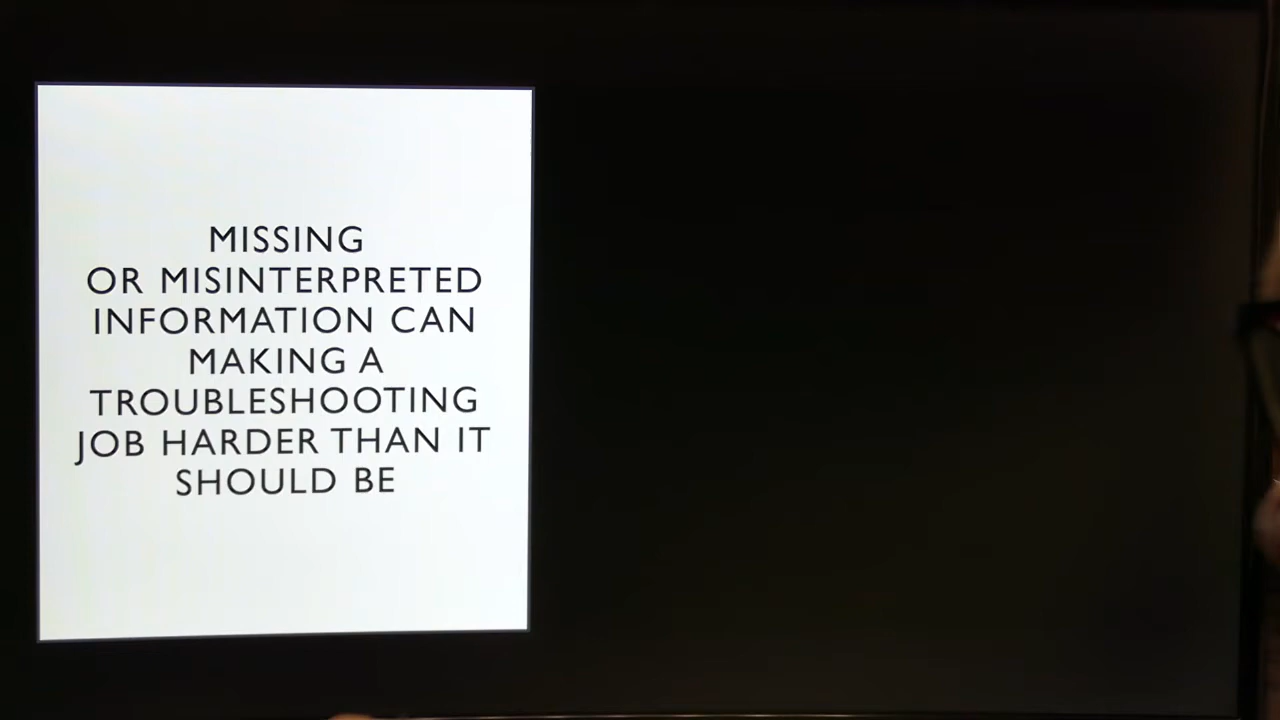 MISSING
OR MISINTERPRETED
INFORMATION CAN
MAKING A
TROUBLESHOOTING
JOB HARDER THAN IT
SHOULD BE